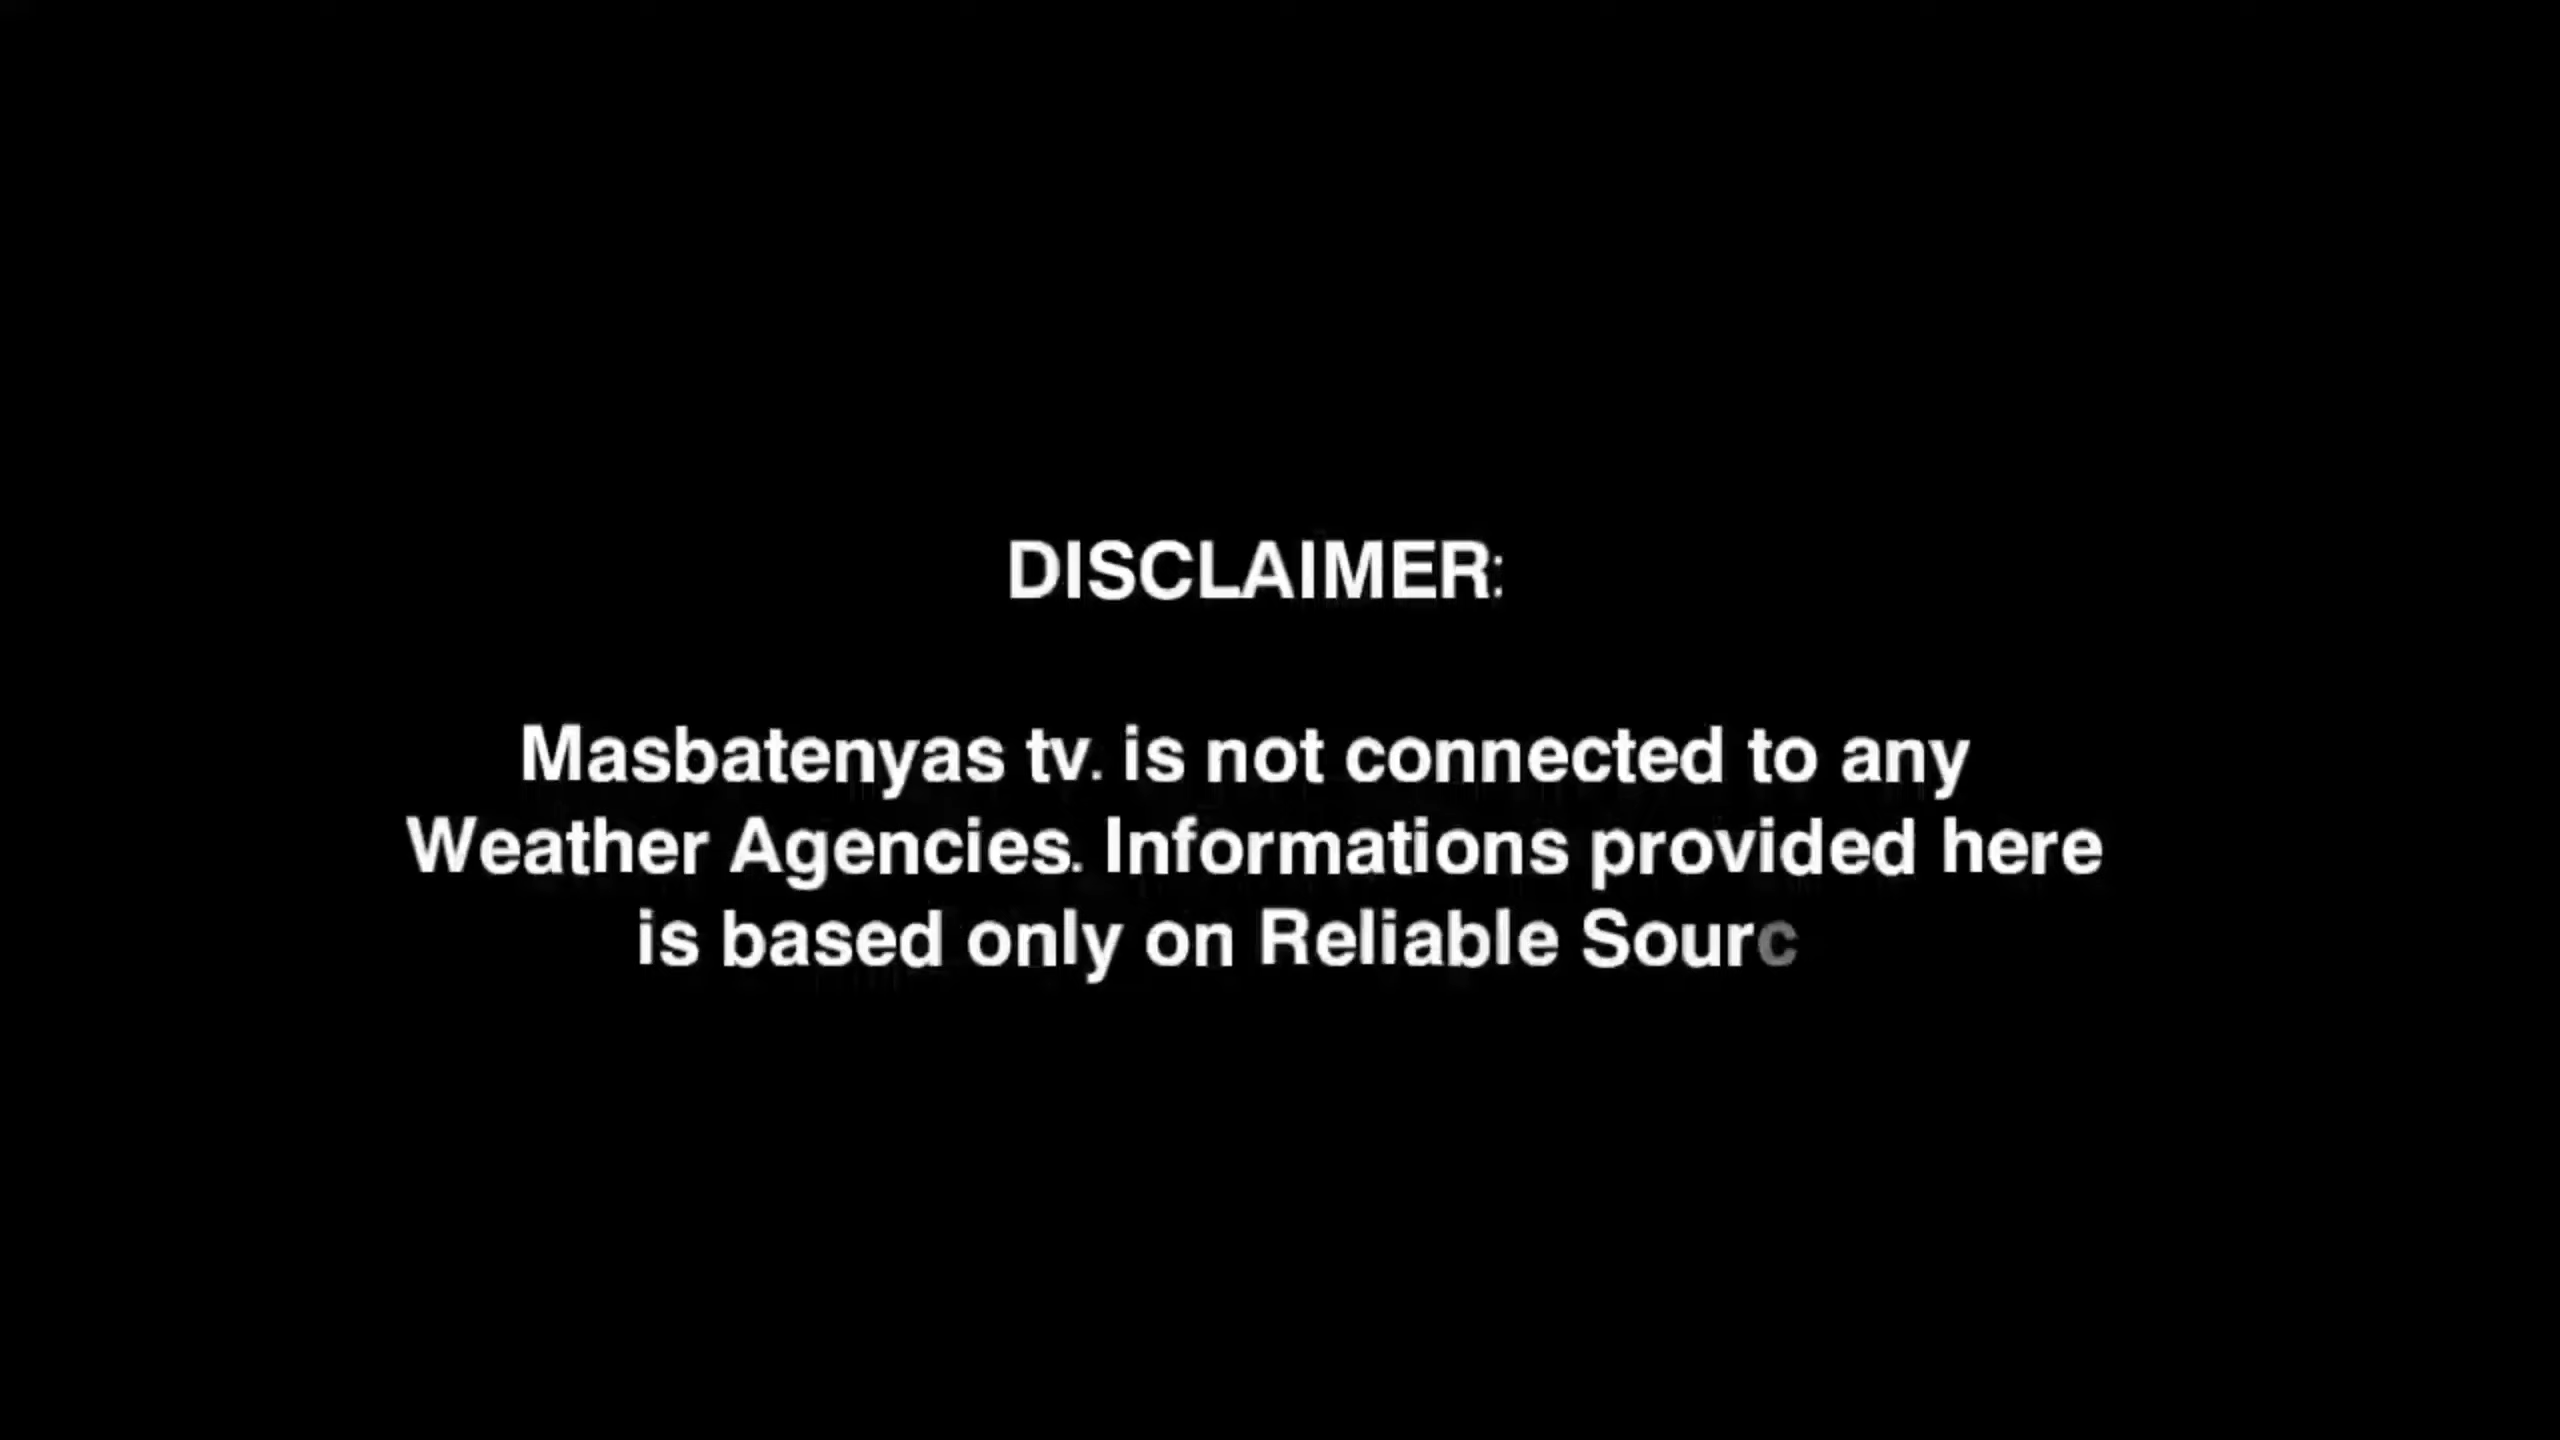 DISCLAIMER:
Masbatenyas tv. is not connected to any
Weather Agencies. Informations provided here
is based only on Reliable Sourc